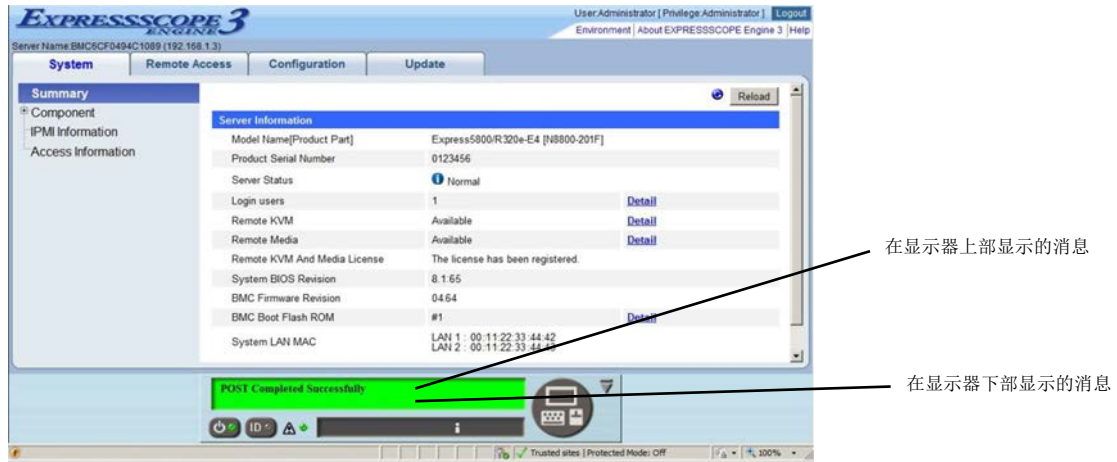 EXPRESSSCOPE ENGINE 3
User:Administrator [ Privilege:Administrator ] Logout
Environment | About EXPRESSSCOPE Engine 3 | Help
Server Name:BMC6CF0494C1089 (192.168.1.3)
System Remote Access Configuration Update
Summary
Component
IPMI Information
Access Information
Reload
Server Information
Model Name[Product Part] Express5800/R320e-E4 [N8800-201F]
Product Serial Number 0123456
Server Status Normal
Login users 1 Detail
Remote KVM Available Detail
Remote Media Available Detail
Remote KVM And Media License The license has been registered.
System BIOS Revision 8.1:65
BMC Firmware Revision 04.64
BMC Boot Flash ROM #1 Detail
System LAN MAC LAN 1 : 00:11:22:33:44:42
LAN 2 : 00:11:22:33:44:43
在显示器上部显示的消息
POST Completed Successfully
在显示器下部显示的消息
ID
Trusted sites | Protected Mode: Off 100%